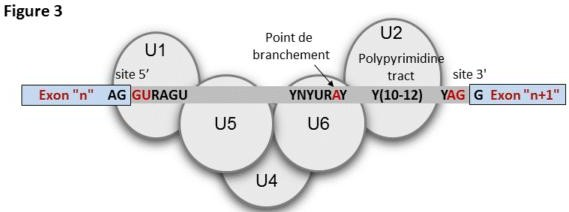 Figure 3
U1
Point de
branchement
U2
Polypyrimidine
tract
site 5’
site 3'
Exon "n" AG GURAGU YNYURAY Y(10-12) YAG G Exon "n+1"
U5
U6
U4